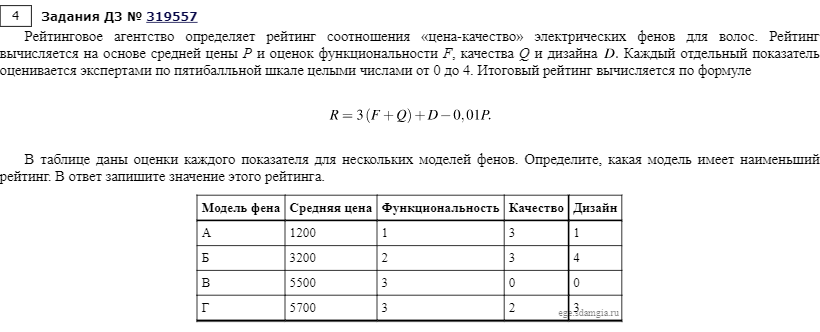 4 Задания ДЗ № 319557
Рейтинговое агентство определяет рейтинг соотношения «цена-качество» электрических фенов для волос. Рейтинг
вычисляется на основе средней цены P и оценок функциональности F, качества Q и дизайна D. Каждый отдельный показатель
оценивается экспертами по пятибалльной шкале целыми числами от 0 до 4. Итоговый рейтинг вычисляется по формуле
R = 3 (F + Q) + D − 0,01P.
В таблице даны оценки каждого показателя для нескольких моделей фенов. Определите, какая модель имеет наименьший
рейтинг. В ответ запишите значение этого рейтинга.
Модель фена Средняя цена Функциональность Качество Дизайн
А 1200 1 3 1
Б 3200 2 3 4
В 5500 3 0 0
Г 5700 3 2 3
ege.sdamgia.ru